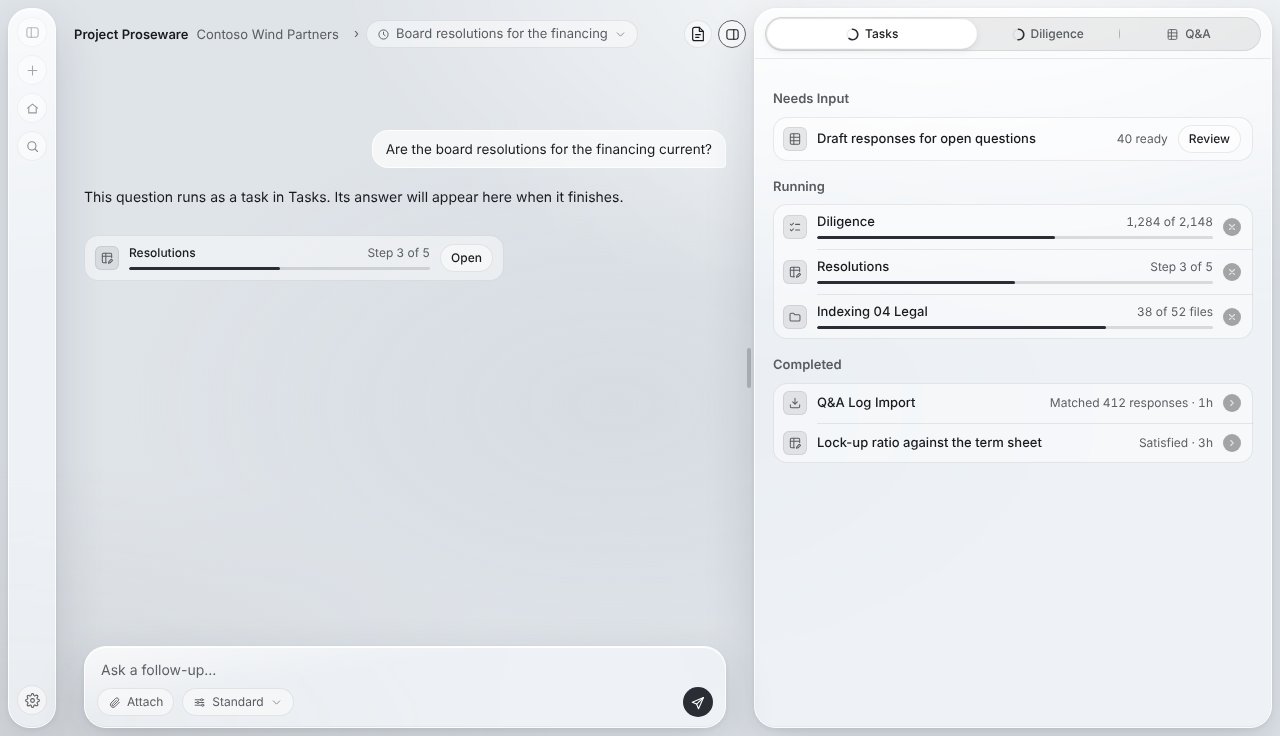 Project Proseware Contoso Wind Partners › Board resolutions for the financing
Are the board resolutions for the financing current?
This question runs as a task in Tasks. Its answer will appear here when it finishes.
Resolutions Step 3 of 5 Open
Ask a follow-up...
Attach Standard
Tasks Diligence Q&A
Needs Input
Draft responses for open questions 40 ready Review
Running
Diligence 1,284 of 2,148
Resolutions Step 3 of 5
Indexing 04 Legal 38 of 52 files
Completed
Q&A Log Import Matched 412 responses · 1h
Lock-up ratio against the term sheet Satisfied · 3h